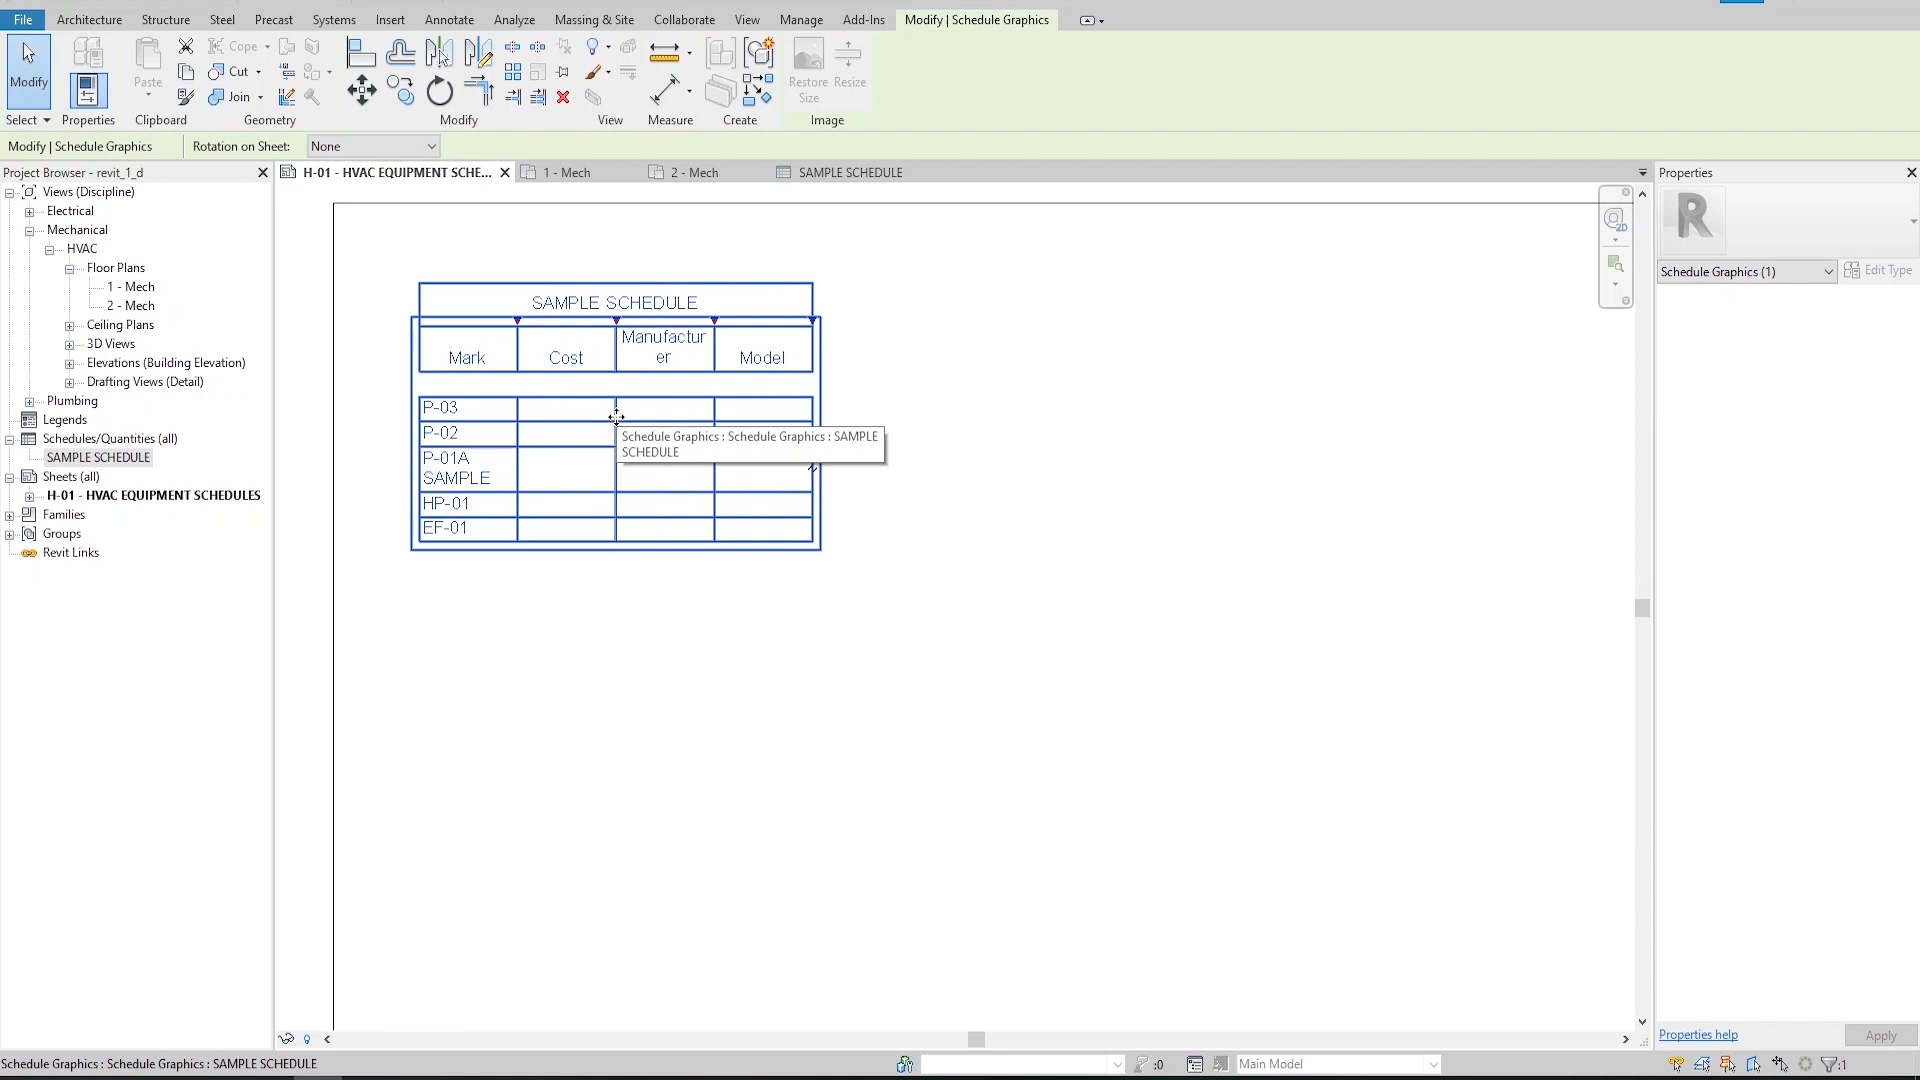 File Architecture Structure Steel Precast Systems Insert Annotate Analyze Massing & Site Collaborate View Manage Add-Ins Modify | Schedule Graphics
Modify
Paste
Cope
Cut
Join
Restore Size
Resize
Select Properties Clipboard Geometry Modify View Measure Create Image
Modify | Schedule Graphics Rotation on Sheet: None
Project Browser - revit_1_d
H-01 - HVAC EQUIPMENT SCHE... 1 - Mech 2 - Mech SAMPLE SCHEDULE
Properties
Views (Discipline)
Electrical
Mechanical
HVAC
Floor Plans
1 - Mech
2 - Mech
Ceiling Plans
3D Views
Elevations (Building Elevation)
Drafting Views (Detail)
Plumbing
Legends
Schedules/Quantities (all)
SAMPLE SCHEDULE
Sheets (all)
H-01 - HVAC EQUIPMENT SCHEDULES
Families
Groups
Revit Links
SAMPLE SCHEDULE
Mark Cost Manufacturer Model
P-03
P-02
P-01A
SAMPLE
HP-01
EF-01
Schedule Graphics : Schedule Graphics : SAMPLE
SCHEDULE
2D
R
Schedule Graphics (1) Edit Type
Properties help Apply
Schedule Graphics : Schedule Graphics : SAMPLE SCHEDULE
:0
Main Model
:1